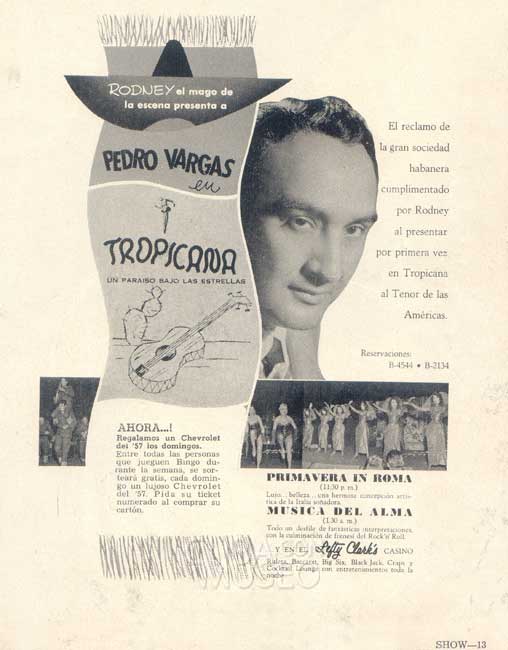 RODNEY el mago de
la escena presenta a
PEDRO VARGAS
en
TROPICANA
UN PARAISO BAJO LAS ESTRELLAS
El reclamo de
la gran sociedad
habanera
cumplimentado
por Rodney
al presentar
por primera vez
en Tropicana
al Tenor de las
Américas.
Reservaciones:
B-4544 • B-2134
AHORA...!
Regalamos un Chevrolet
del '57 los domingos.
Entre todas las personas
que jueguen Bingo du-
rante la semana, se sor-
teará gratis, cada domin-
go un lujoso Chevrolet
del '57. Pida su ticket
numerado al comprar su
cartón.
PRIMAVERA IN ROMA
(11:30 p. m.)
Lujo... belleza... una hermosa concepción artís-
tica de la Italia soñadora.
MUSICA DEL ALMA
(1.30 a. m.)
Todo un desfile de fantásticas interpretaciones,
con la culminación de frenesí del Rock'n' Roll.
...Y EN EL Lefty Clark's CASINO
Ruleta, Baccarat, Big Six, Black Jack, Craps y
Cocktail Lounge con entretenimientos toda la
noche.
MUSEO
SHOW—13